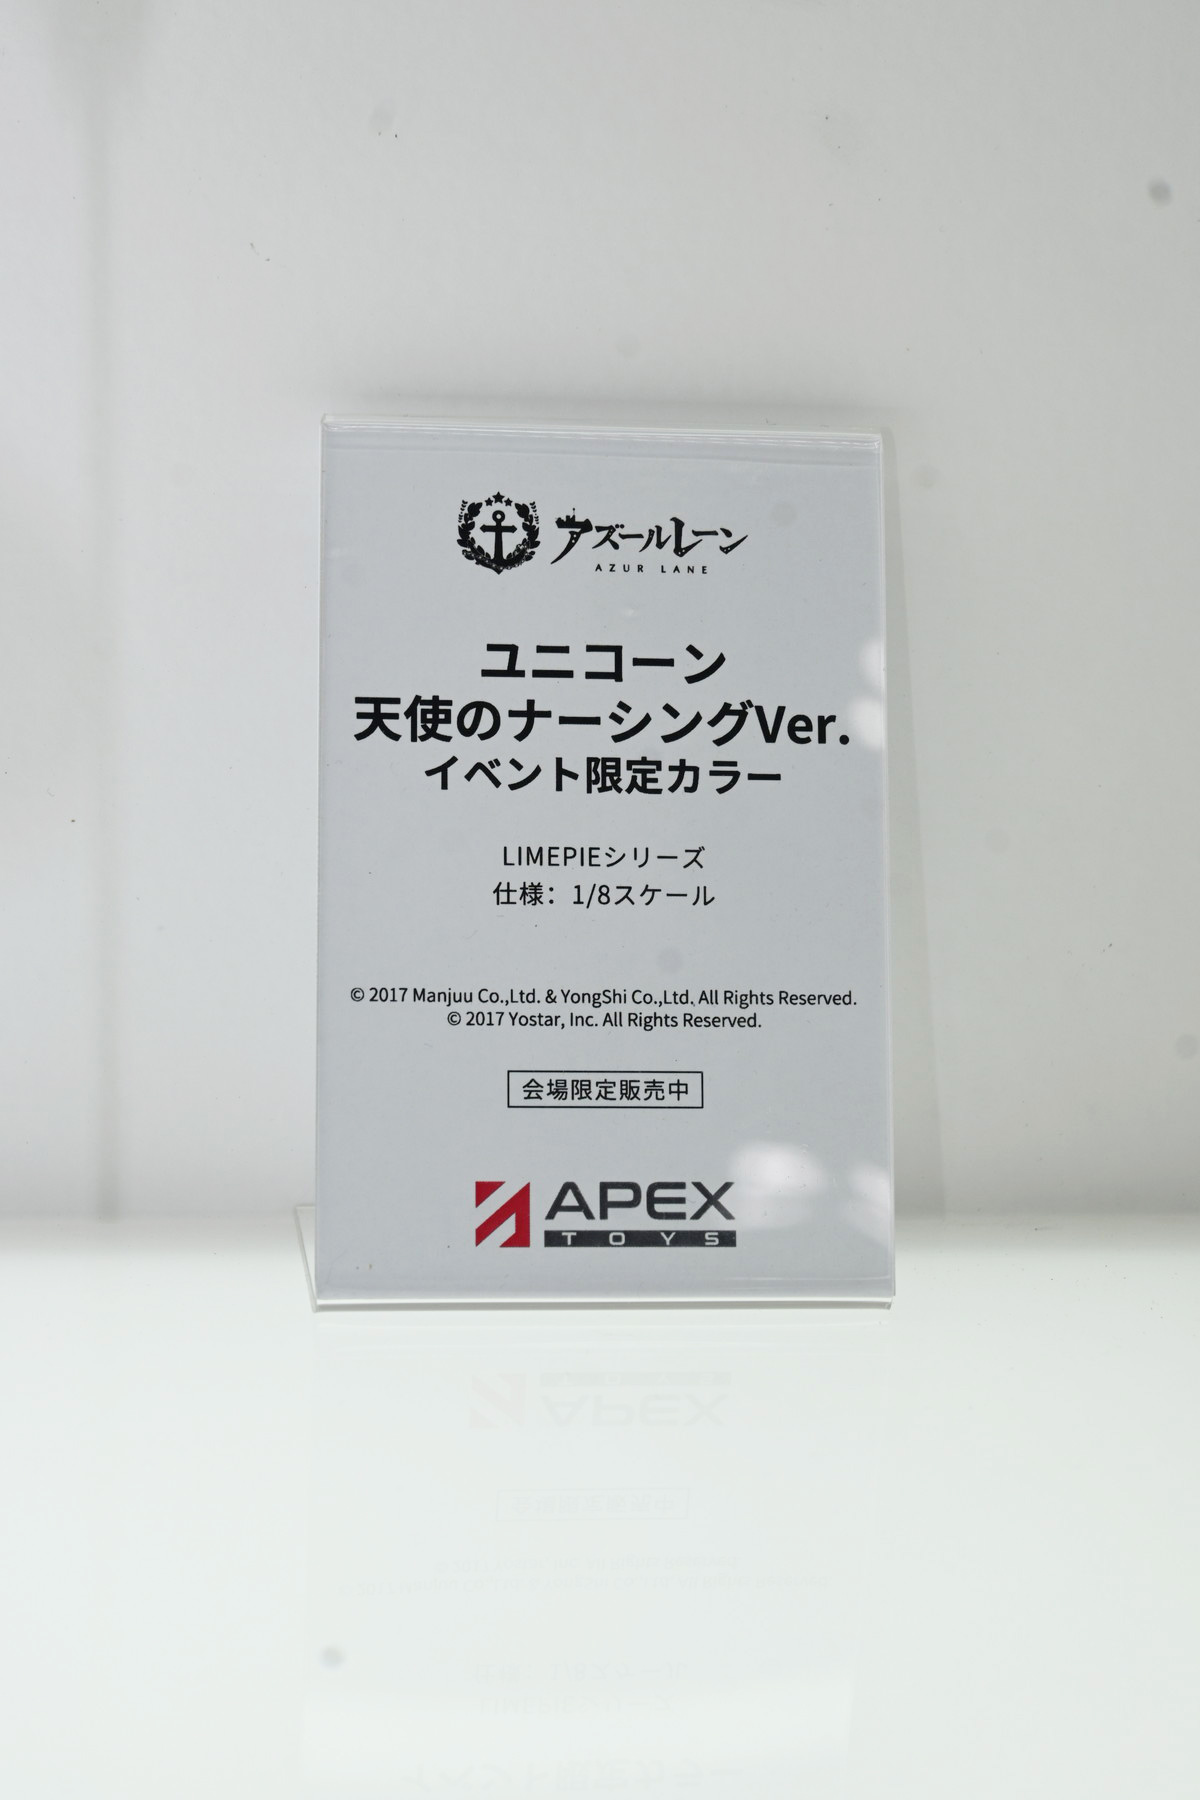 アズールレーン
AZUR LANE
ユニコーン
天使のナーシングVer.
イベント限定カラー
LIMEPIEシリーズ
仕様：1/8スケール
© 2017 Manjuu Co.,Ltd. & YongShi Co.,Ltd. All Rights Reserved.
© 2017 Yostar, Inc. All Rights Reserved.
会場限定販売中
APEX
TOYS